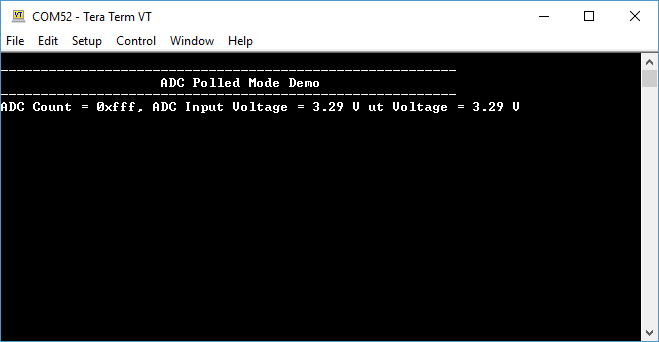 COM52 - Tera Term VT
File Edit Setup Control Window Help
---------------------------------------------------------
ADC Polled Mode Demo
---------------------------------------------------------
ADC Count = 0xfff, ADC Input Voltage = 3.29 V ut Voltage = 3.29 V